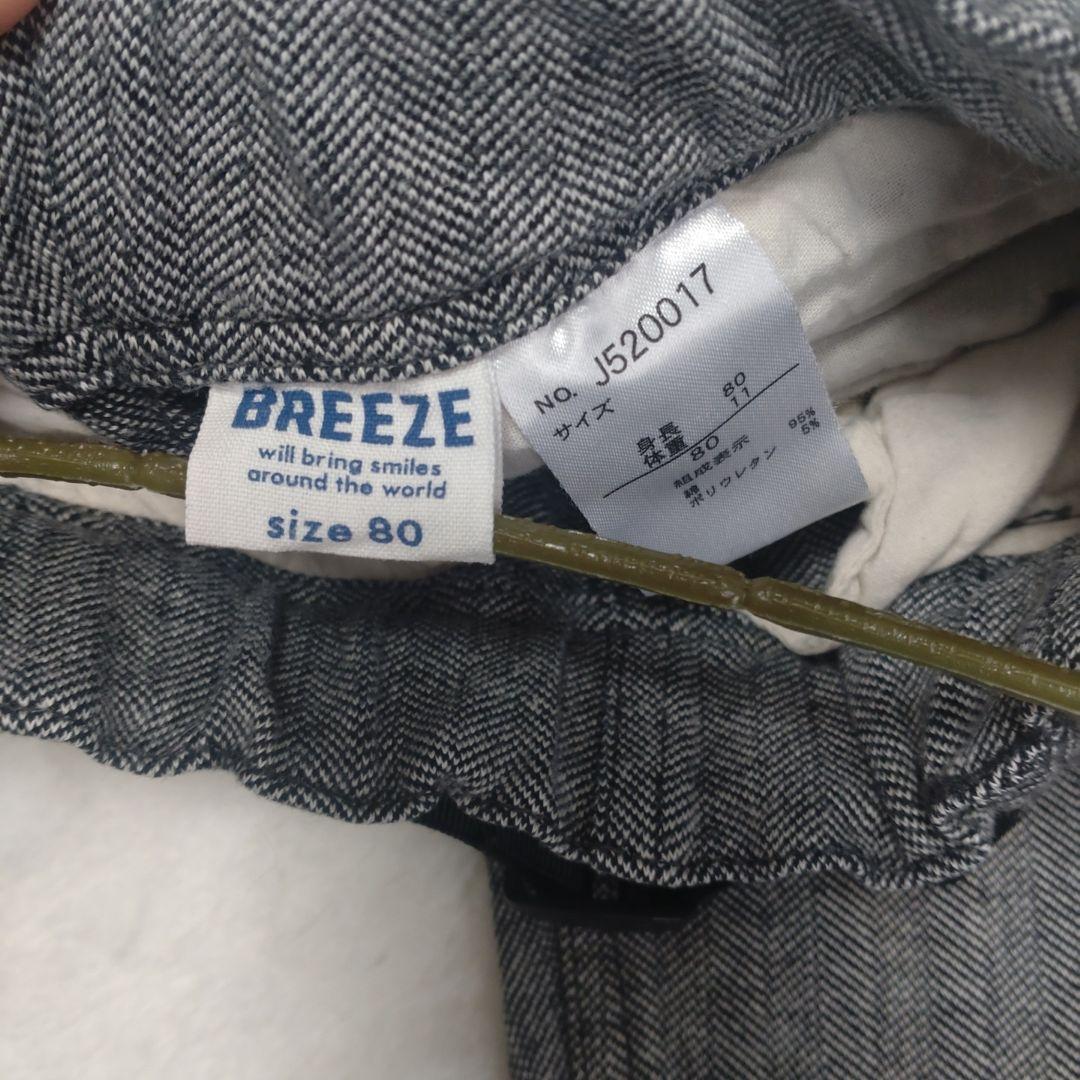 BREEZE
will bring smiles
around the world
size 80
No. J520017
サイズ
身長 80
体重 11
80
組成表示
綿 95%
ポリウレタン 5%